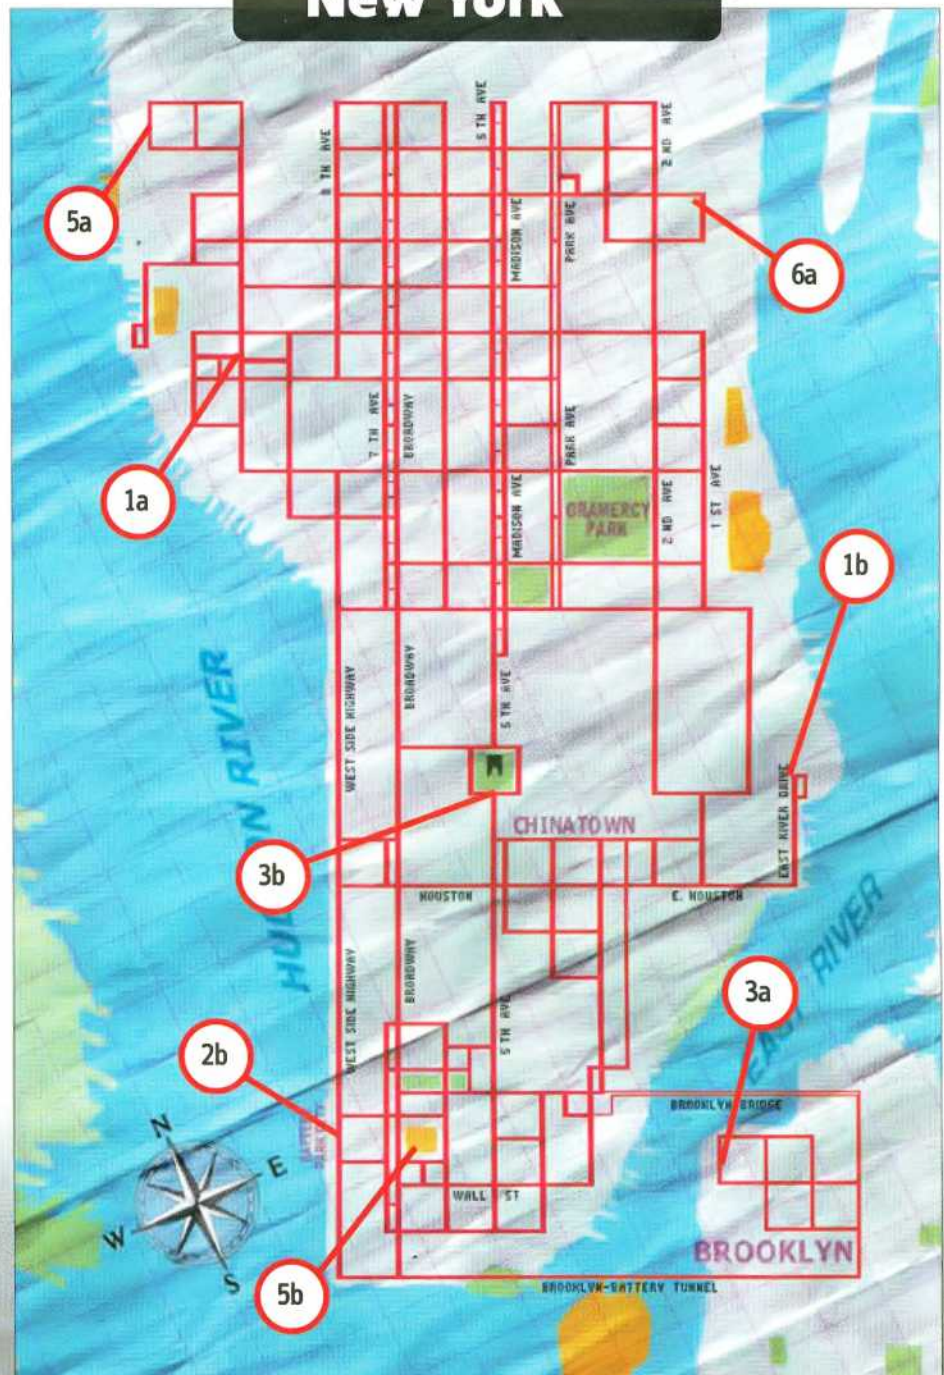 New York
5 TH AVE
8 TH AVE
2 ND AVE
5a
MADISON AVE
PARK AVE
6a
7 TH AVE
BROADWAY
PARK AVE
1a
MADISON AVE
GRAMERCY
PARK
2 ND AVE
1 ST AVE
1b
HUDSON RIVER
WEST SIDE HIGHWAY
BROADWAY
5 TH AVE
EAST RIVER DRIVE
CHINATOWN
3b
HOUSTON
E. HOUSTON
WEST SIDE HIGHWAY
BROADWAY
5 TH AVE
EAST RIVER
3a
2b
BROOKLYN BRIDGE
N
E
W
S
WALL ST
BROOKLYN
5b
BROOKLYN-BATTERY TUNNEL